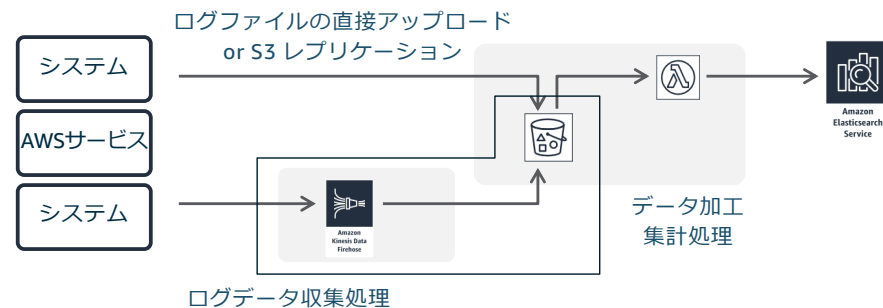 ログファイルの直接アップロード
or S3 レプリケーション
システム
AWSサービス
システム
Amazon
Elasticsearch
Service
Amazon
Kinesis Data
Firehose
データ加工
集計処理
ログデータ収集処理